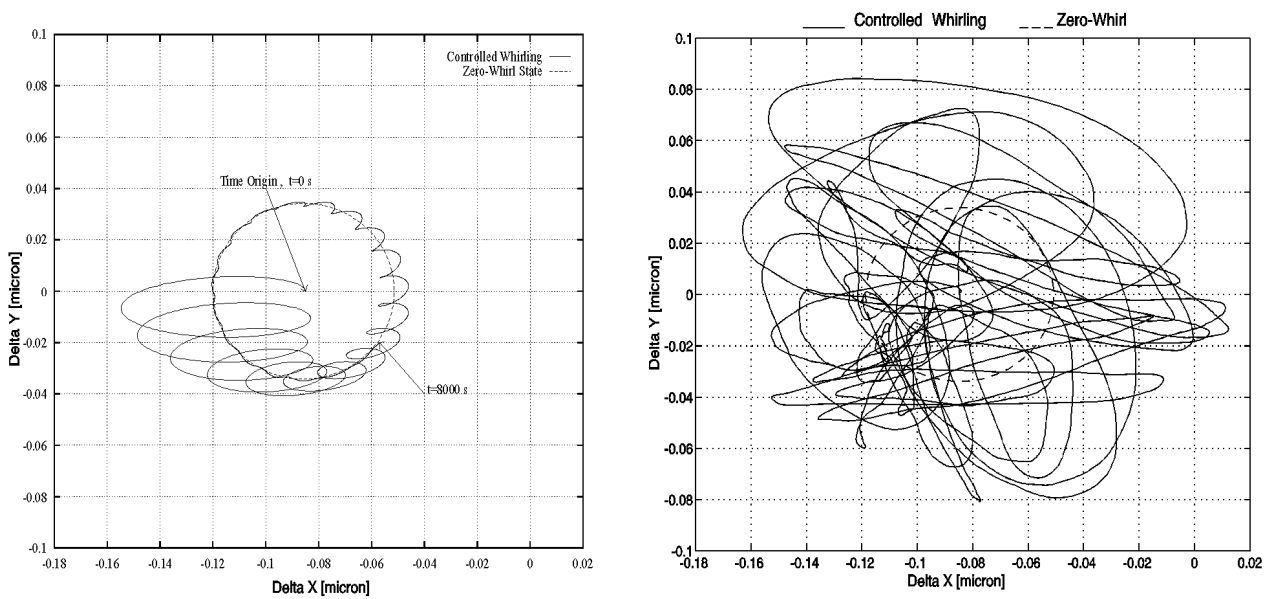 0.1
0.08
0.06
0.04
0.02
0
-0.02
-0.04
-0.06
-0.08
-0.1
Delta Y [micron]
Controlled Whirling
Zero-Whirl State
Time Origin , t=0 s
t=8000 s
-0.18 -0.16 -0.14 -0.12 -0.1 -0.08 -0.06 -0.04 -0.02 0 0.02
Delta X [micron]
Controlled Whirling Zero-Whirl
0.1
0.08
0.06
0.04
0.02
0
-0.02
-0.04
-0.06
-0.08
-0.1
Delta Y [micron]
-0.18 -0.16 -0.14 -0.12 -0.1 -0.08 -0.06 -0.04 -0.02 0 0.02
Delta X [micron]